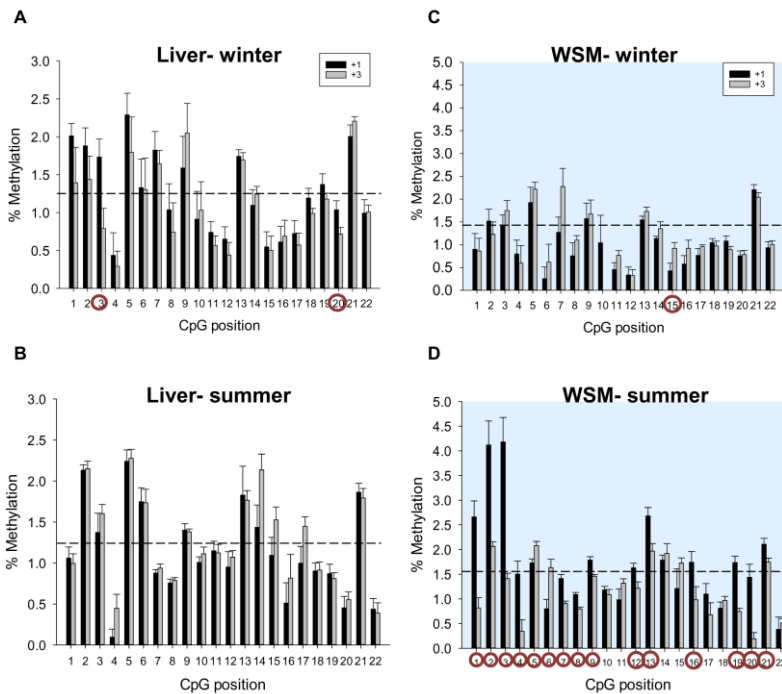 A
Liver- winter
+1
+3
% Methylation
3.0
2.5
2.0
1.5
1.0
0.5
0.0
1 2 3 4 5 6 7 8 9 10 11 12 13 14 15 16 17 18 19 20 21 22
CpG position
B
Liver- summer
% Methylation
3.0
2.5
2.0
1.5
1.0
0.5
0.0
1 2 3 4 5 6 7 8 9 10 11 12 13 14 15 16 17 18 19 20 21 22
CpG position
C
WSM- winter
+1
+3
% Methylation
5.0
4.5
4.0
3.5
3.0
2.5
2.0
1.5
1.0
0.5
0.0
1 2 3 4 5 6 7 8 9 10 11 12 13 14 15 16 17 18 19 20 21 22
CpG position
D
WSM- summer
% Methylation
5.0
4.5
4.0
3.5
3.0
2.5
2.0
1.5
1.0
0.5
0.0
1 2 3 4 5 6 7 8 9 10 11 12 13 14 15 16 17 18 19 20 21 22
CpG position